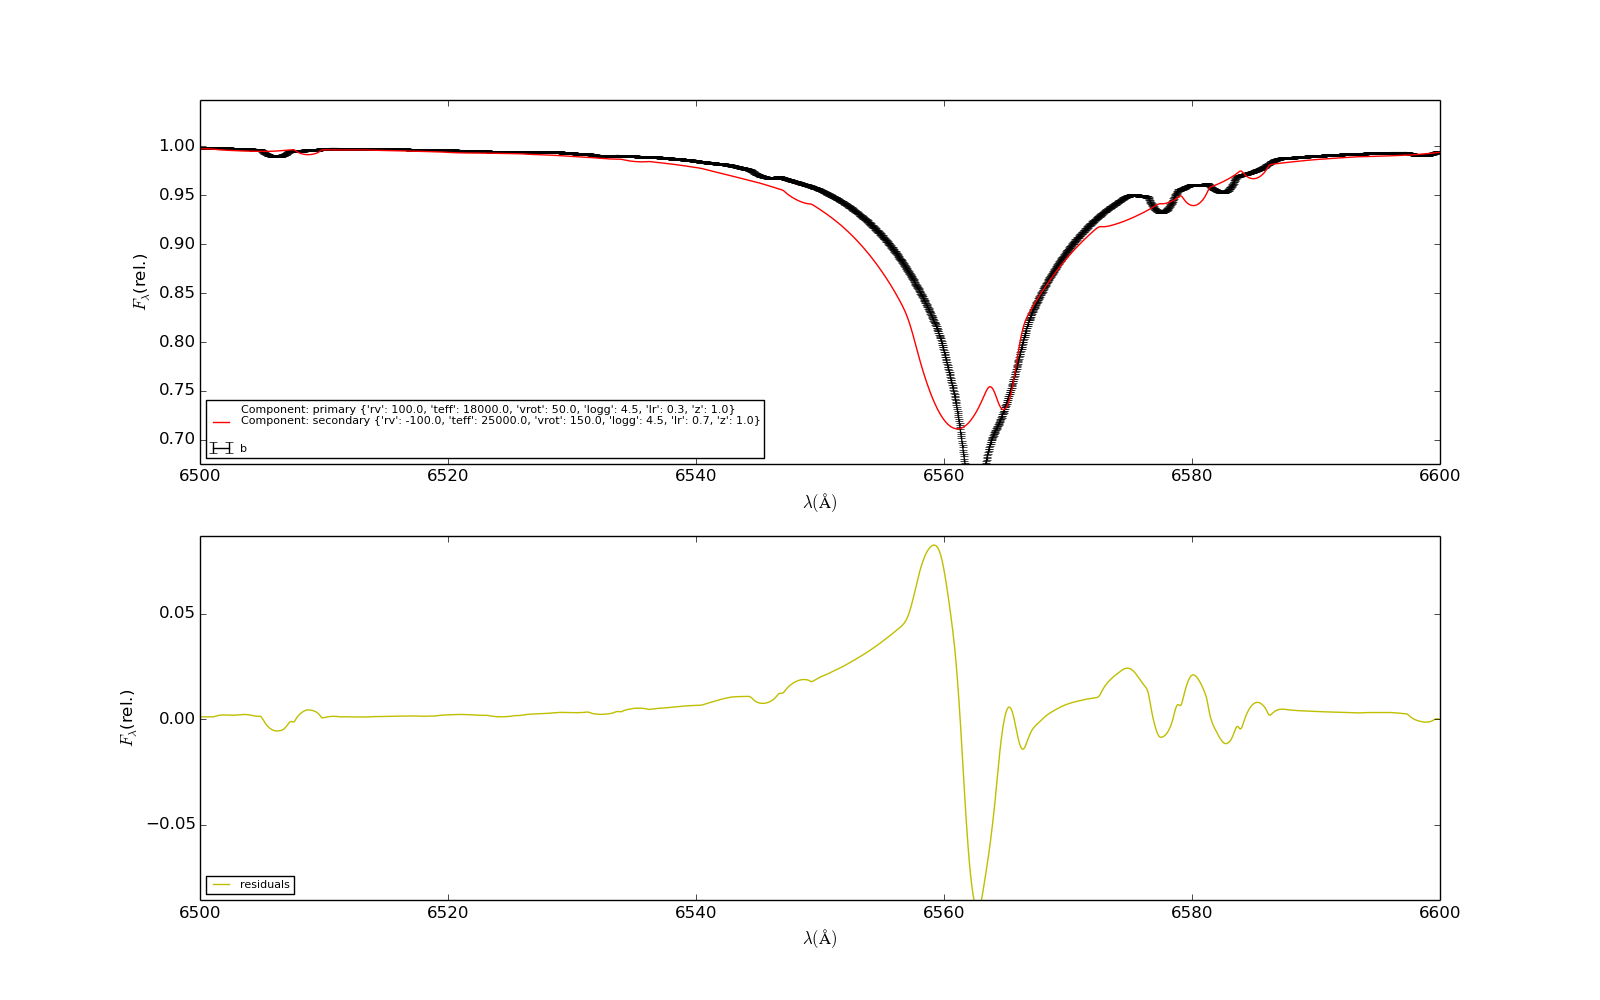 1.00
0.95
0.90
0.85
0.80
0.75
0.70
F_λ(rel.)
Component: primary {'rv': 100.0, 'teff': 18000.0, 'vrot': 50.0, 'logg': 4.5, 'lr': 0.3, 'z': 1.0}
Component: secondary {'rv': -100.0, 'teff': 25000.0, 'vrot': 150.0, 'logg': 4.5, 'lr': 0.7, 'z': 1.0}
b
6500 6520 6540 6560 6580 6600
λ(Å)
0.05
0.00
−0.05
F_λ(rel.)
residuals
6500 6520 6540 6560 6580 6600
λ(Å)